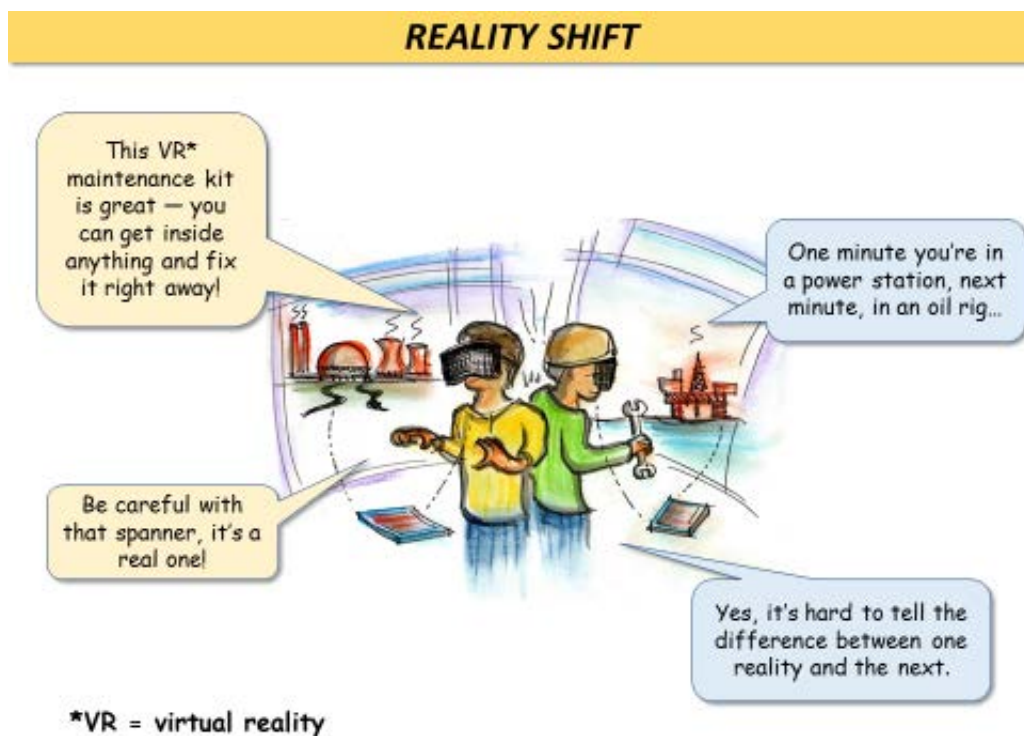 REALITY SHIFT
This VR*
maintenance kit
is great — you
can get inside
anything and fix
it right away!
One minute you're in
a power station, next
minute, in an oil rig...
Be careful with
that spanner, it's a
real one!
Yes, it's hard to tell the
difference between one
reality and the next.
*VR = virtual reality